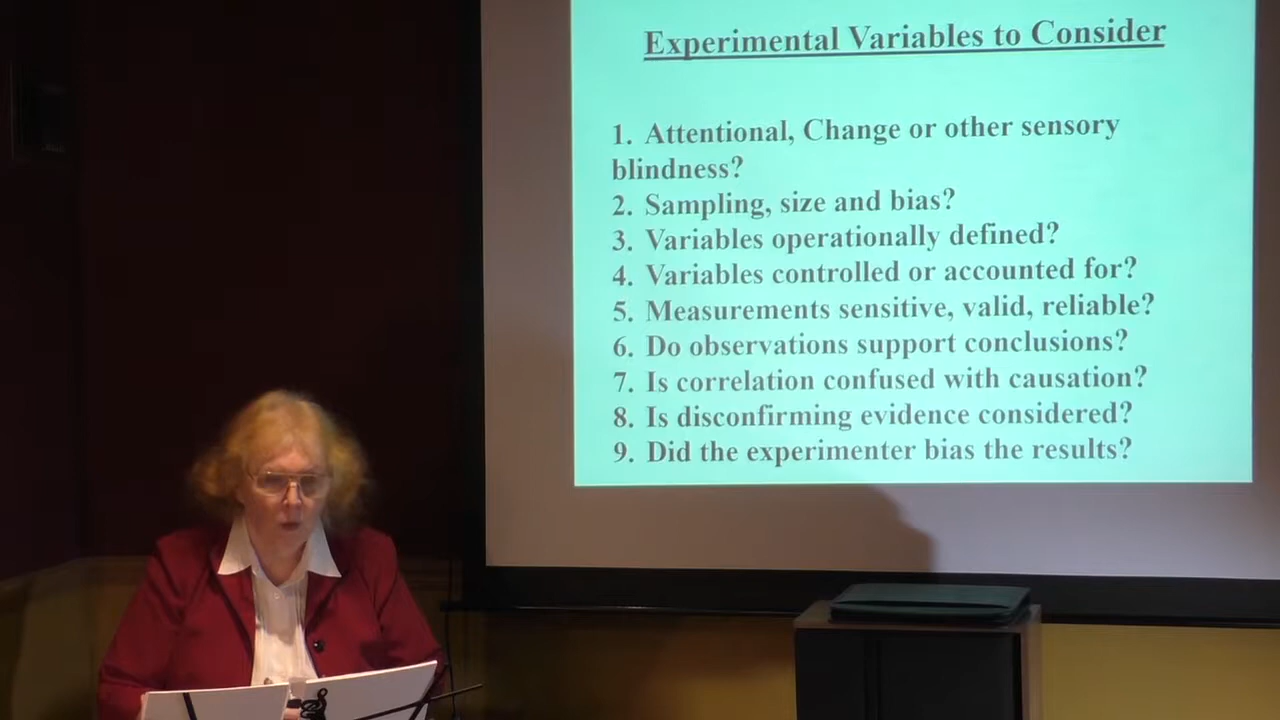 Experimental Variables to Consider
1. Attentional, Change or other sensory
blindness?
2. Sampling, size and bias?
3. Variables operationally defined?
4. Variables controlled or accounted for?
5. Measurements sensitive, valid, reliable?
6. Do observations support conclusions?
7. Is correlation confused with causation?
8. Is disconfirming evidence considered?
9. Did the experimenter bias the results?